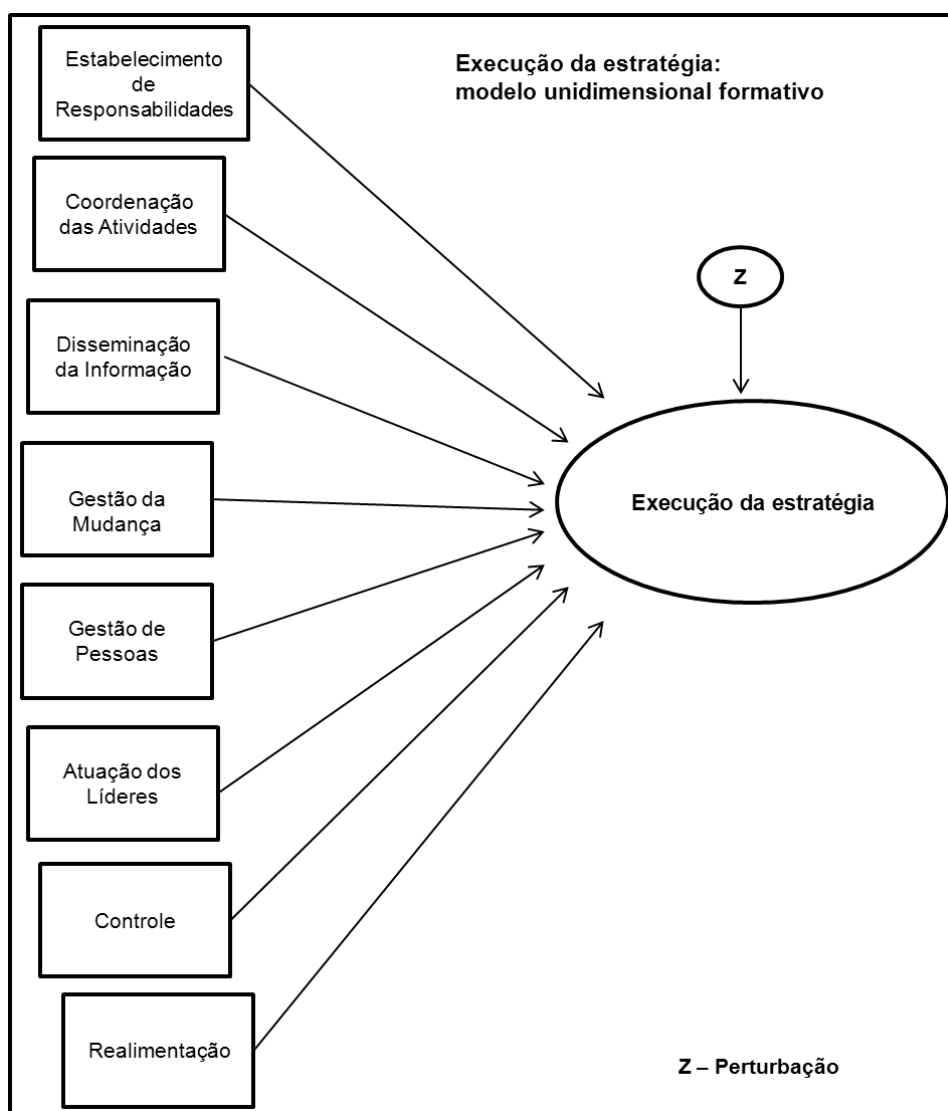 Estabelecimento
de
Responsabilidades
Execução da estratégia:
modelo unidimensional formativo
Coordenação
das Atividades
Z
Disseminação
da Informação
Gestão da
Mudança
Execução da estratégia
Gestão de
Pessoas
Atuação dos
Líderes
Controle
Realimentação
Z – Perturbação